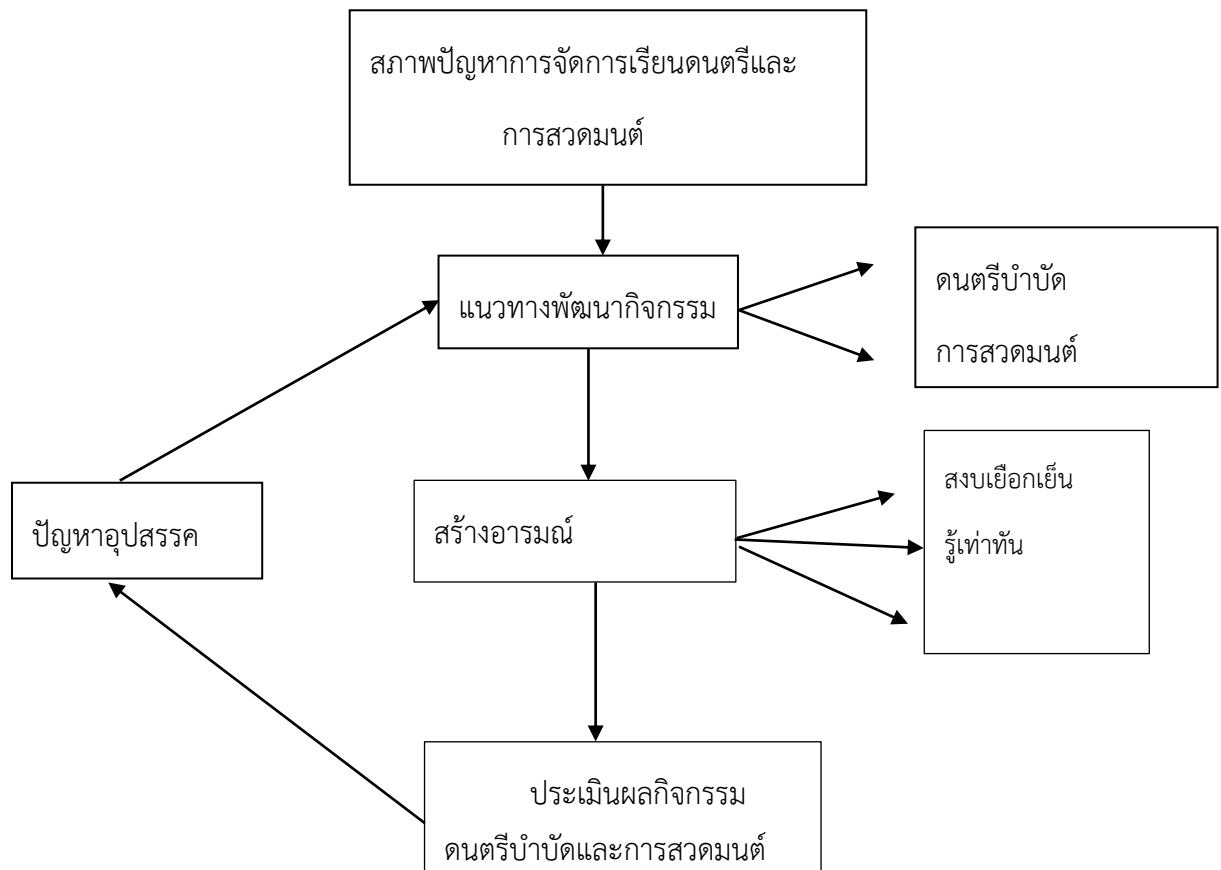 สภาพปัญหาการจัดการเรียนดนตรีและ
การสวดมนต์
แนวทางพัฒนากิจกรรม
ดนตรีบำบัด
การสวดมนต์
สร้างอารมณ์
สงบเยือกเย็น
รู้เท่าทัน
ปัญหาอุปสรรค
ประเมินผลกิจกรรม
ดนตรีบำบัดและการสวดมนต์